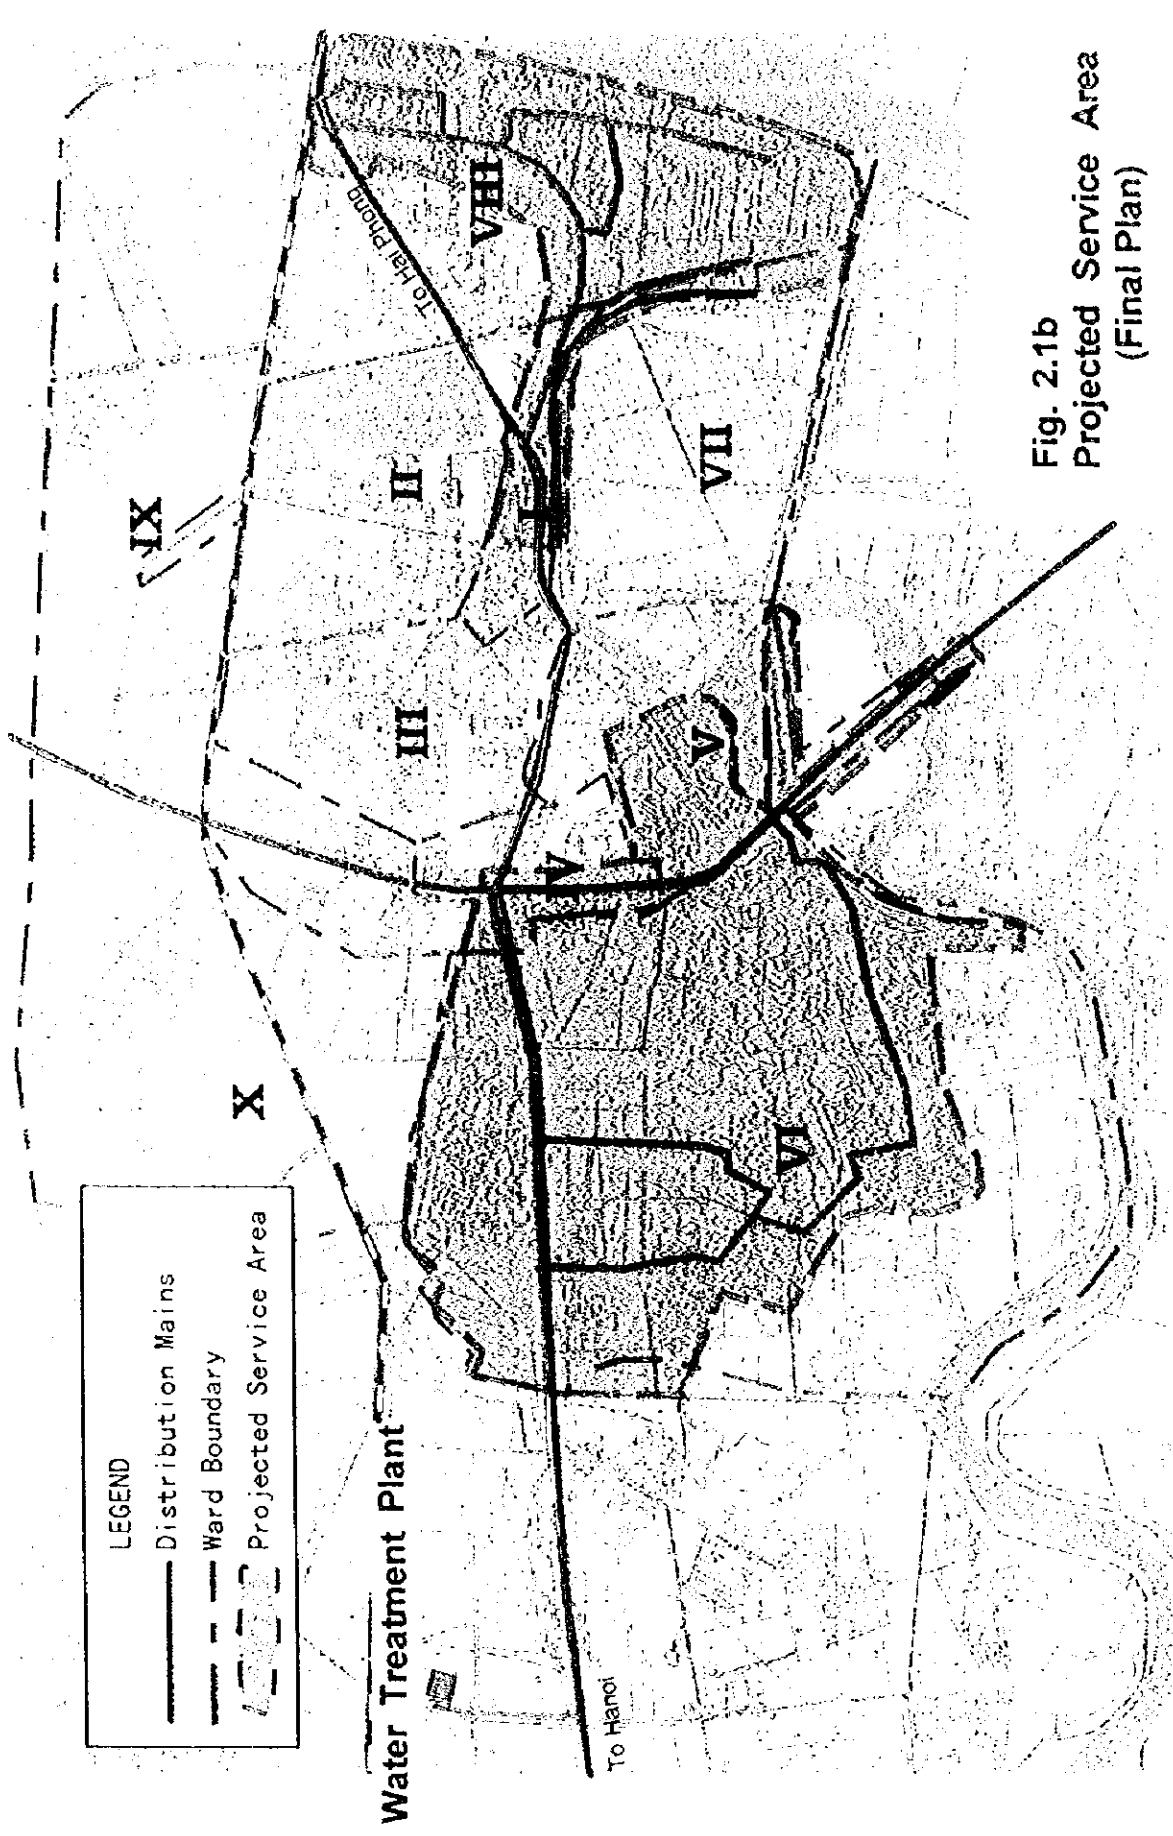 LEGEND
Distribution Mains
Ward Boundary
Projected Service Area
Water Treatment Plant
To Hanoi
X
IX
III
II
To Hai Phong
VIII
I
V
V
VI
VII
Fig. 2.1b
Projected Service Area
(Final Plan)